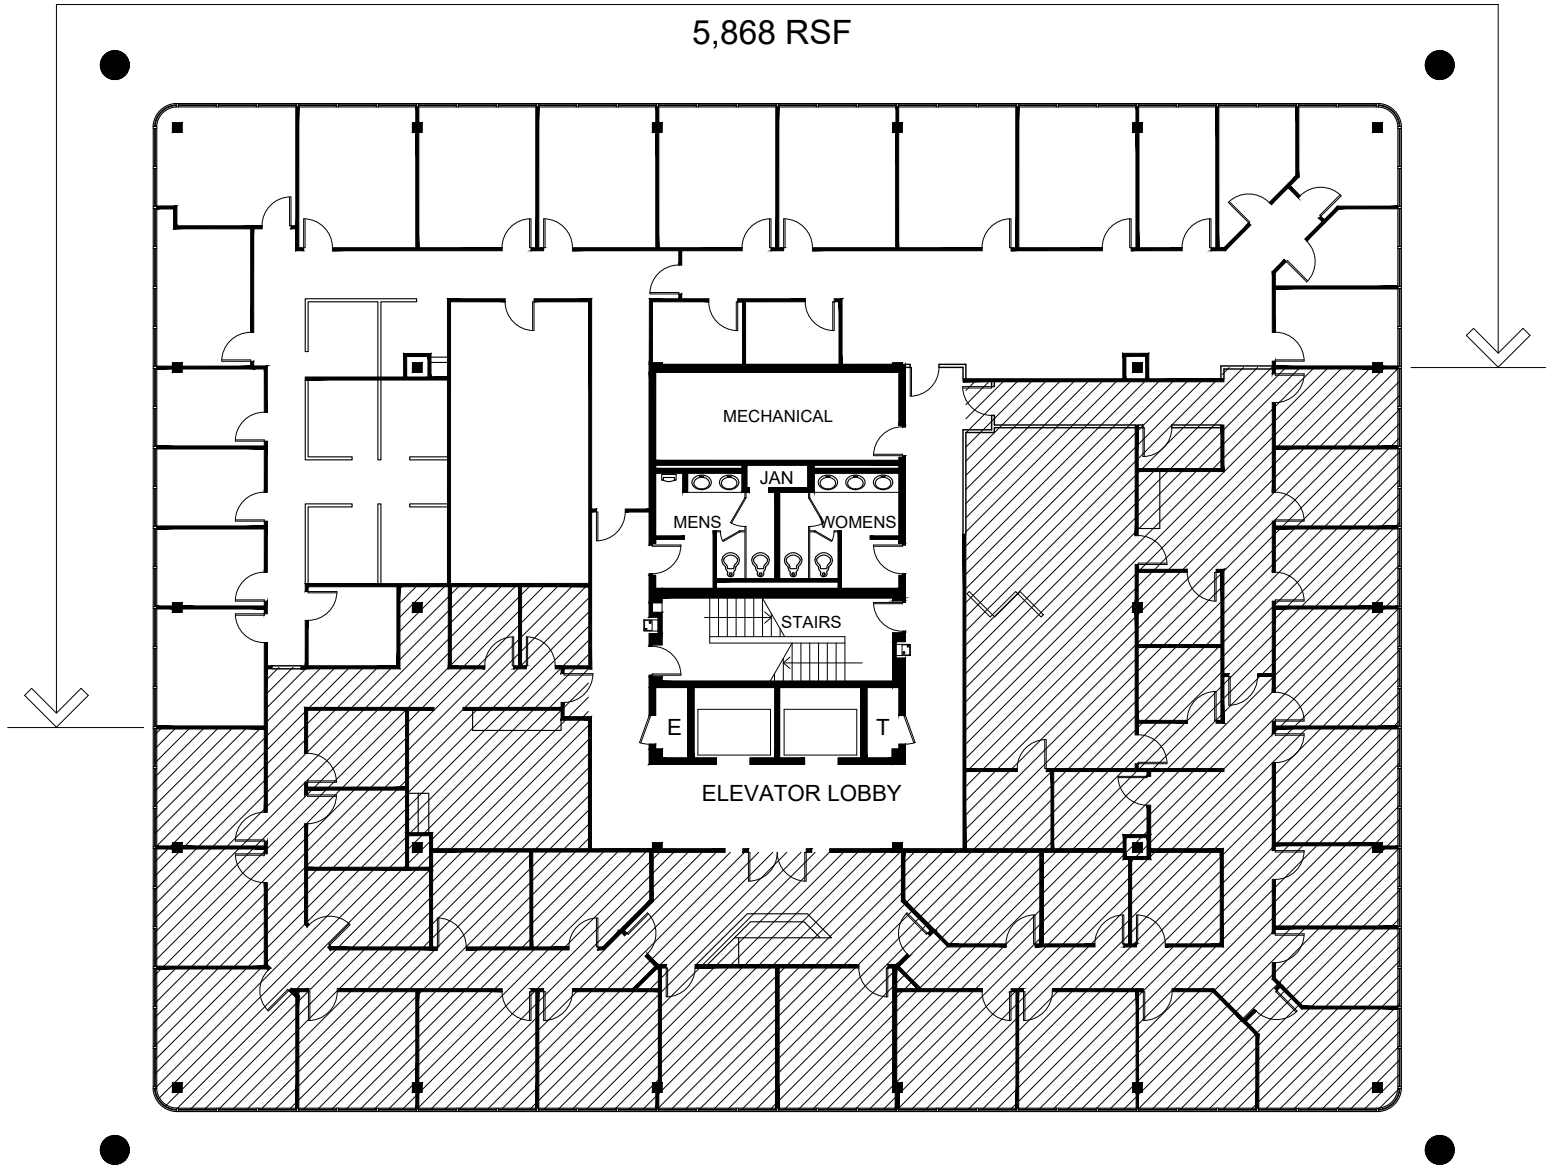 5,868 RSF
MECHANICAL
JAN
MENS
WOMENS
STAIRS
E
T
ELEVATOR LOBBY